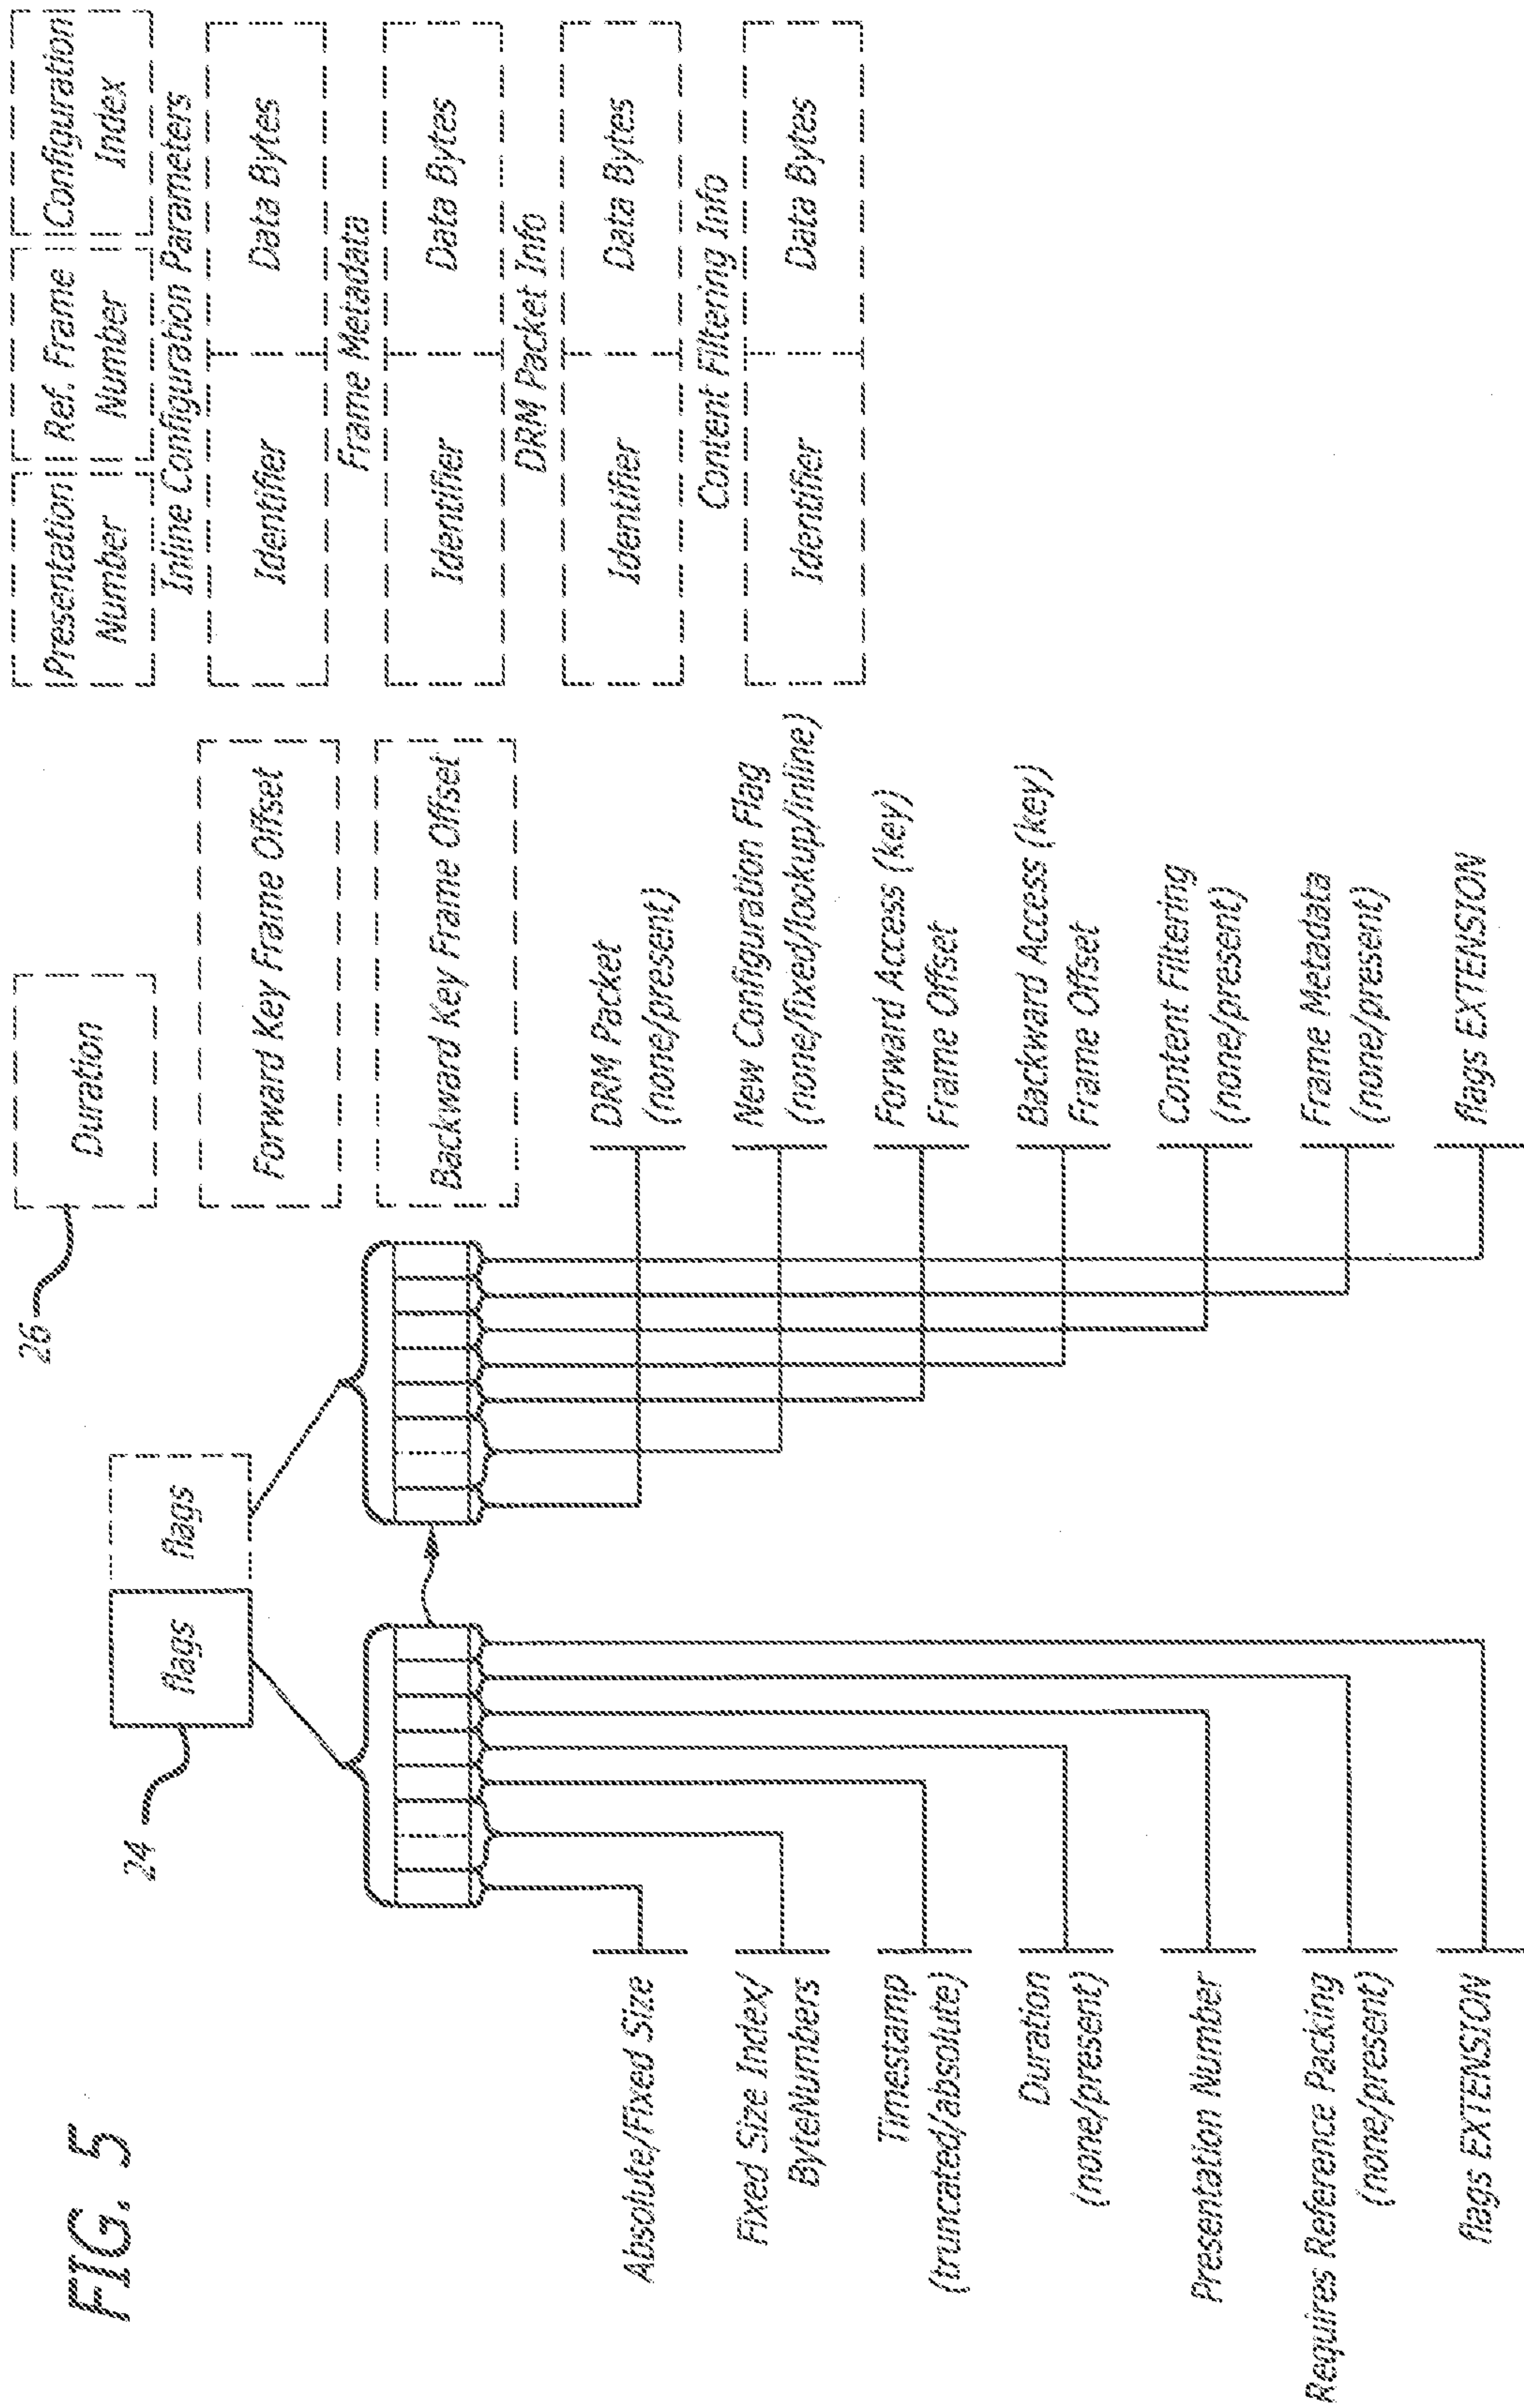 FIG. 5
24
26
flags
flags
Duration
Presentation
Number
Ref. Frame
Number
Configuration
Index
Forward Key Frame Offset
Backward Key Frame Offset
Inline Configuration Parameters
Identifier
Data Bytes
Frame Metadata
Identifier
Data Bytes
DRM Packet Info
Identifier
Data Bytes
Content Filtering Info
Identifier
Data Bytes
Absolute/Fixed Size
Fixed Size Index/
ByteNumbers
Timestamp
(truncated/absolute)
Duration
(none/present)
Presentation Number
Requires Reference Packing
(none/present)
flags EXTENSION
DRM Packet
(none/present)
New Configuration Flag
(none/fixed/lookup/inline)
Forward Access (key)
Frame Offset
Backward Access (key)
Frame Offset
Content Filtering
(none/present)
Frame Metadata
(none/present)
flags EXTENSION